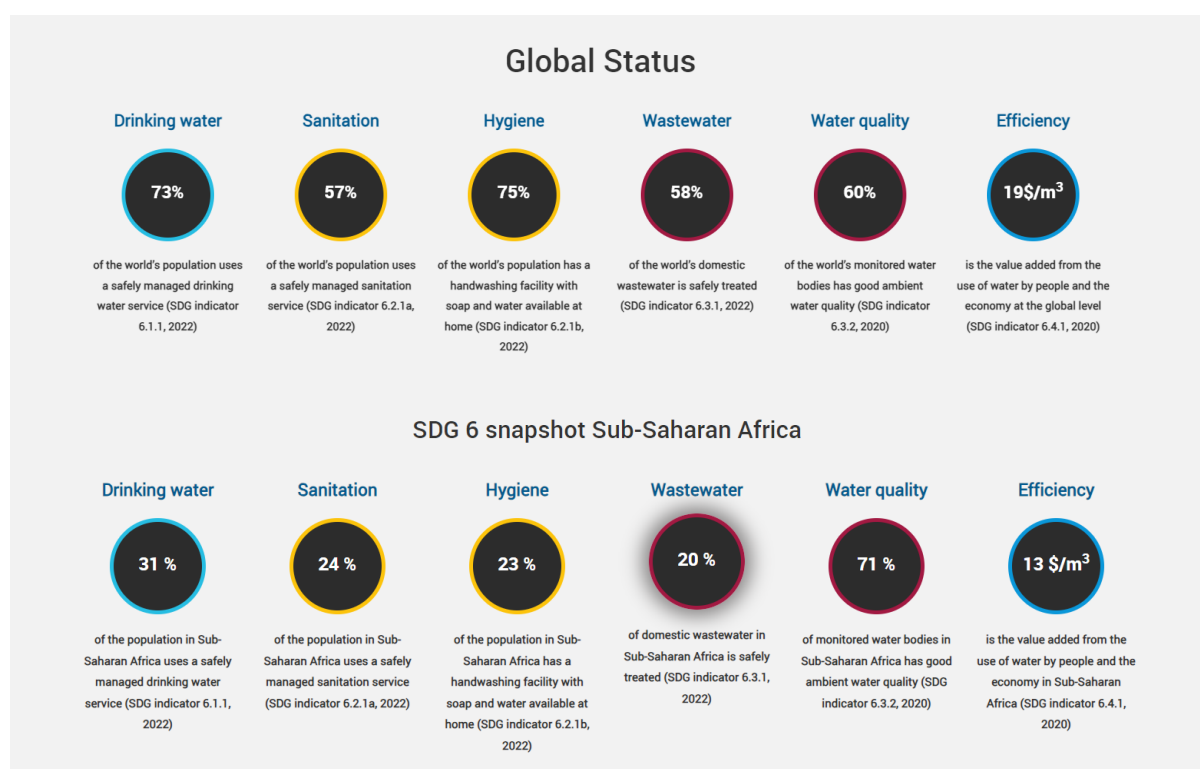 Global Status
Drinking water
73%
of the world's population uses
a safely managed drinking
water service (SDG indicator
6.1.1, 2022)
Sanitation
57%
of the world's population uses
a safely managed sanitation
service (SDG indicator 6.2.1a,
2022)
Hygiene
75%
of the world's population has a
handwashing facility with
soap and water available at
home (SDG indicator 6.2.1b,
2022)
Wastewater
58%
of the world's domestic
wastewater is safely treated
(SDG indicator 6.3.1, 2022)
Water quality
60%
of the world's monitored water
bodies has good ambient
water quality (SDG indicator
6.3.2, 2020)
Efficiency
19$/m³
is the value added from the
use of water by people and the
economy at the global level
(SDG indicator 6.4.1, 2020)
SDG 6 snapshot Sub-Saharan Africa
Drinking water
31 %
of the population in Sub-
Saharan Africa uses a safely
managed drinking water
service (SDG indicator 6.1.1,
2022)
Sanitation
24 %
of the population in Sub-
Saharan Africa uses a safely
managed sanitation service
(SDG indicator 6.2.1a, 2022)
Hygiene
23 %
of the population in Sub-
Saharan Africa has a
handwashing facility with
soap and water available at
home (SDG indicator 6.2.1b,
2022)
Wastewater
20 %
of domestic wastewater in
Sub-Saharan Africa is safely
treated (SDG indicator 6.3.1,
2022)
Water quality
71 %
of monitored water bodies in
Sub-Saharan Africa has good
ambient water quality (SDG
indicator 6.3.2, 2020)
Efficiency
13 $/m³
is the value added from the
use of water by people and the
economy in Sub-Saharan
Africa (SDG indicator 6.4.1,
2020)